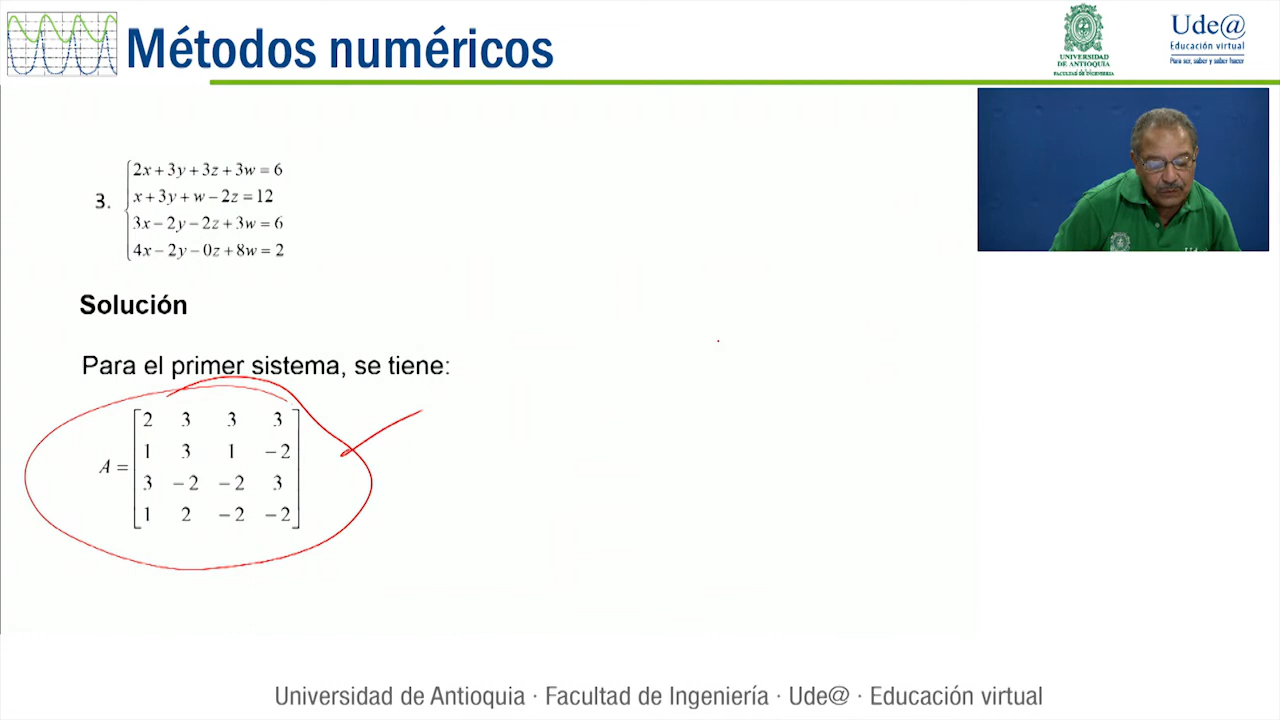 Métodos numéricos
UNIVERSIDAD
DE ANTIOQUIA
FACULTAD DE INGENIERÍA
Ude@
Educación virtual
Para ser, saber y saber hacer
3.
2x + 3y + 3z + 3w = 6
x + 3y + w − 2z = 12
3x − 2y − 2z + 3w = 6
4x − 2y − 0z + 8w = 2
Solución
Para el primer sistema, se tiene:
A =
2 3 3 3
1 3 1 −2
3 −2 −2 3
1 2 −2 −2
Universidad de Antioquia · Facultad de Ingeniería · Ude@ · Educación virtual